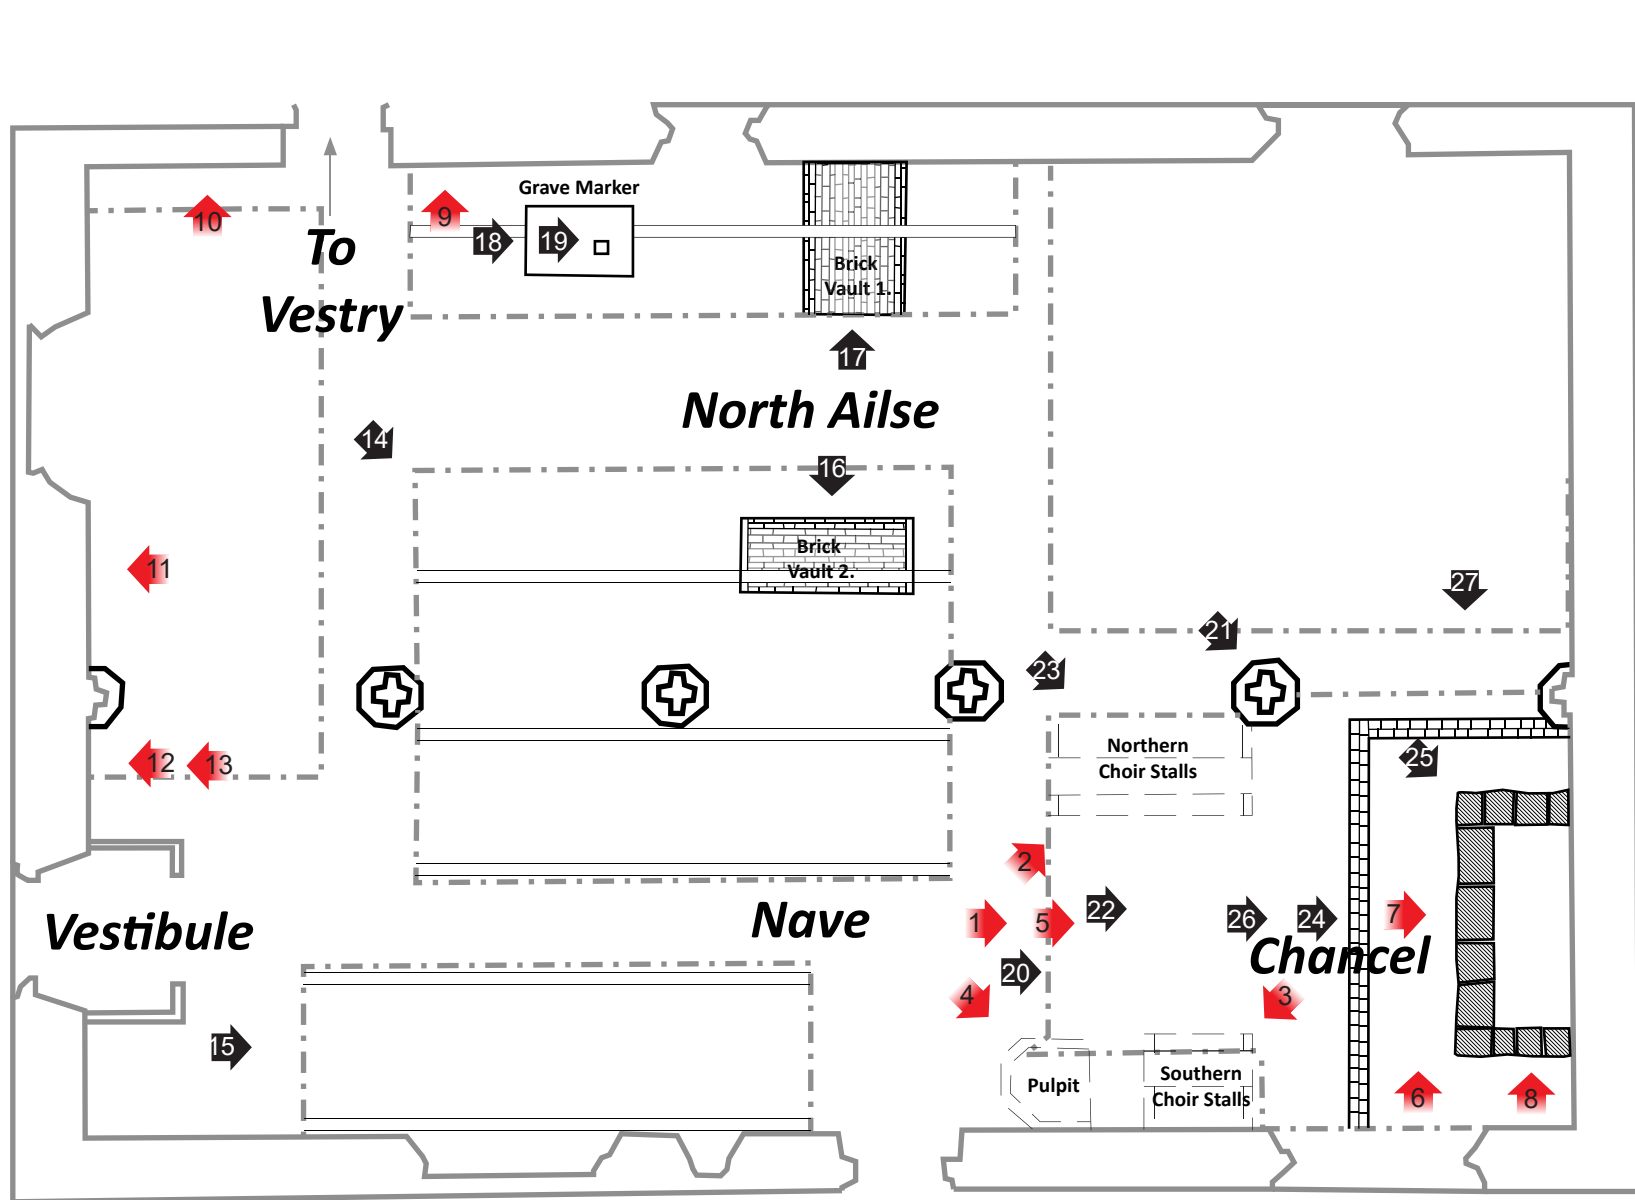 Grave Marker
10
9
18
19
To
Brick
Vault 1.
Vestry
17
North Ailse
14
16
Brick
Vault 2.
11
27
21
23
12
13
Northern
Choir Stalls
25
2
Vestibule
Nave
1
5
22
26
24
7
Chancel
20
4
3
15
Pulpit
Southern
Choir Stalls
6
8